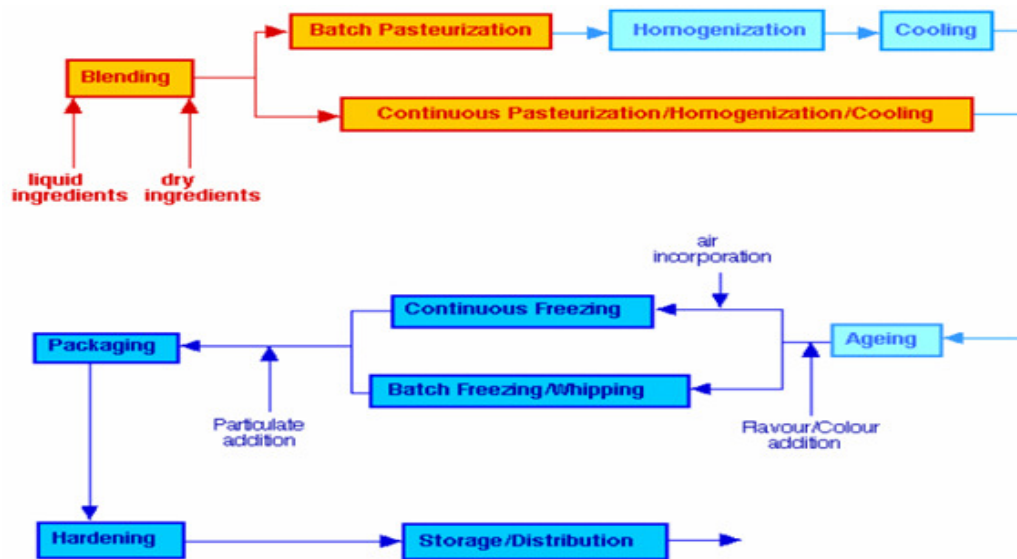 Batch Pasteurization
Homogenization
Cooling
Blending
Continuous Pasteurization/Homogenization/Cooling
liquid
ingredients
dry
ingredients
air
incorporation
Continuous Freezing
Packaging
Ageing
Batch Freezing/Whipping
Particulate
addition
Flavour/Colour
addition
Hardening
Storage/Distribution